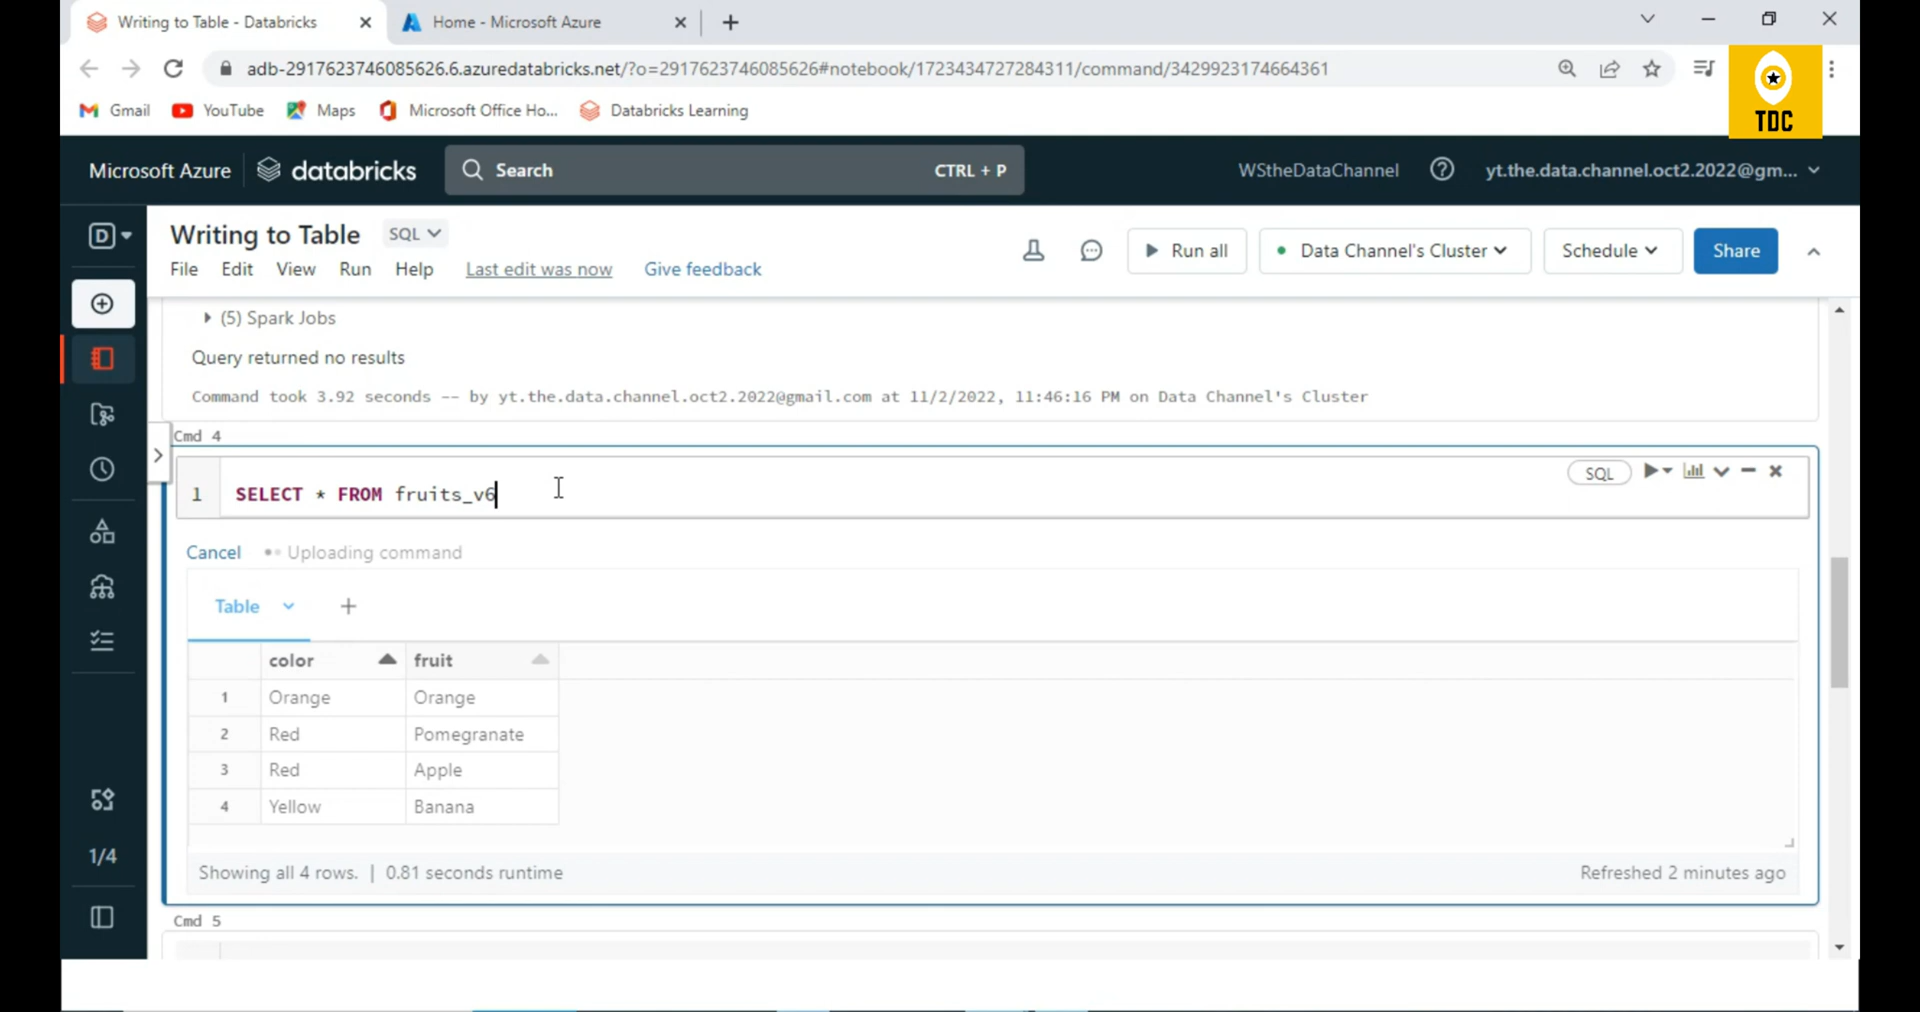 Writing to Table - Databricks
Home - Microsoft Azure
adb-2917623746085626.6.azuredatabricks.net/?o=2917623746085626#notebook/1723434727284311/command/3429923174664361
TDC
Gmail
YouTube
Maps
Microsoft Office Ho...
Databricks Learning
Microsoft Azure
databricks
Search
CTRL + P
WStheDataChannel
yt.the.data.channel.oct2.2022@gm...
D
Writing to Table
SQL
File
Edit
View
Run
Help
Last edit was now
Give feedback
Run all
Data Channel's Cluster
Schedule
Share
(5) Spark Jobs
Query returned no results
Command took 3.92 seconds -- by yt.the.data.channel.oct2.2022@gmail.com at 11/2/2022, 11:46:16 PM on Data Channel's Cluster
Cmd 4
1 SELECT * FROM fruits_v6
SQL
Cancel
Uploading command
Table
color fruit
1 Orange Orange
2 Red Pomegranate
3 Red Apple
4 Yellow Banana
1/4
Showing all 4 rows. | 0.81 seconds runtime
Refreshed 2 minutes ago
Cmd 5